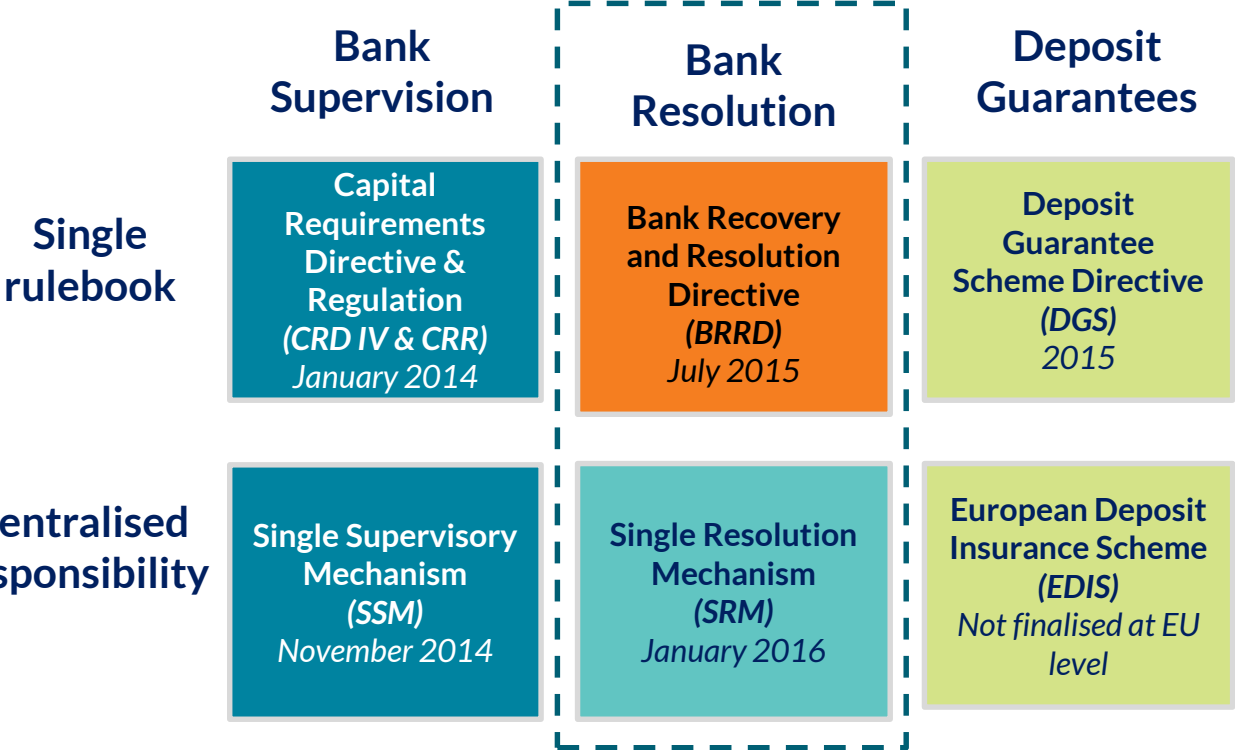 Bank
Supervision
Bank
Resolution
Deposit
Guarantees
Single
rulebook
Capital
Requirements
Directive &
Regulation
(CRD IV & CRR)
January 2014
Bank Recovery
and Resolution
Directive
(BRRD)
July 2015
Deposit
Guarantee
Scheme Directive
(DGS)
2015
entralised
sponsibility
Single Supervisory
Mechanism
(SSM)
November 2014
Single Resolution
Mechanism
(SRM)
January 2016
European Deposit
Insurance Scheme
(EDIS)
Not finalised at EU
level